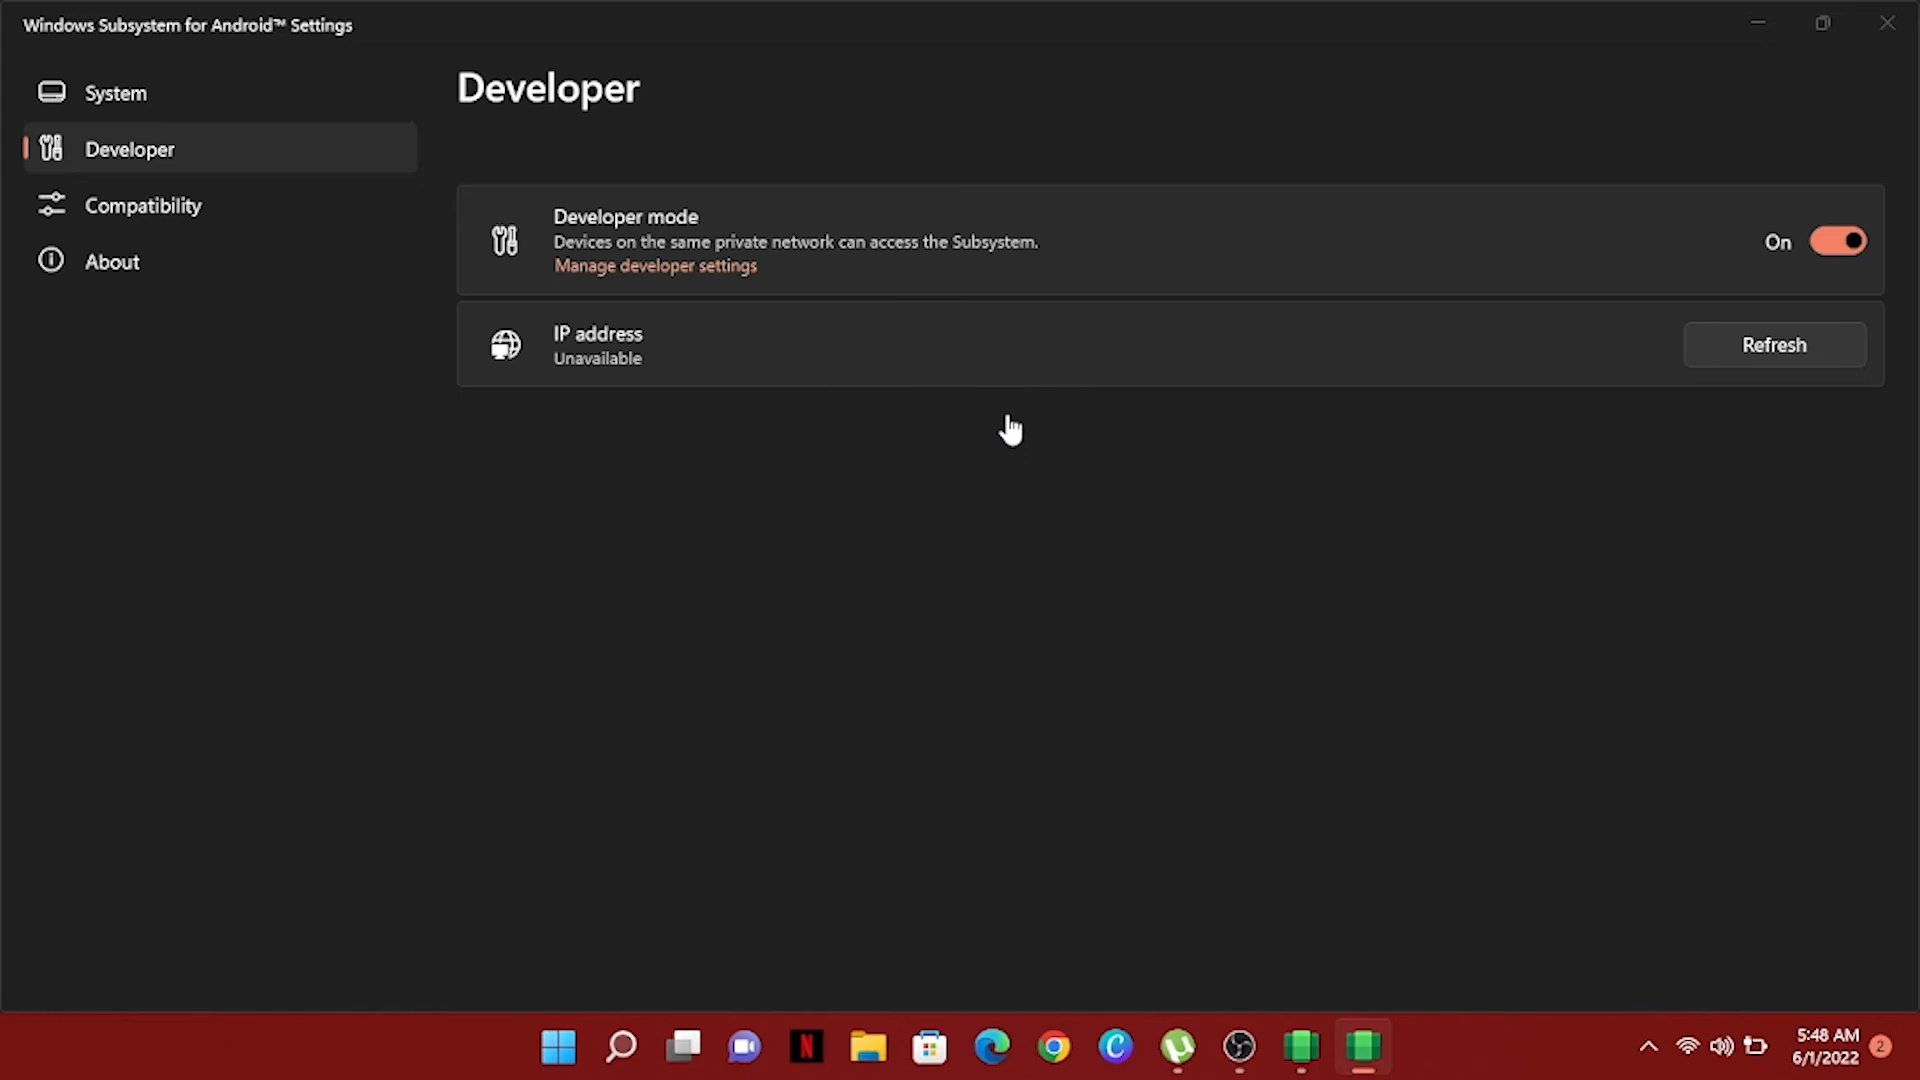 Windows Subsystem for Android™ Settings
System
Developer
Compatibility
About
Developer
Developer mode
Devices on the same private network can access the Subsystem.
Manage developer settings
On
IP address
Unavailable
Refresh
N
C
5:48 AM
6/1/2022
2